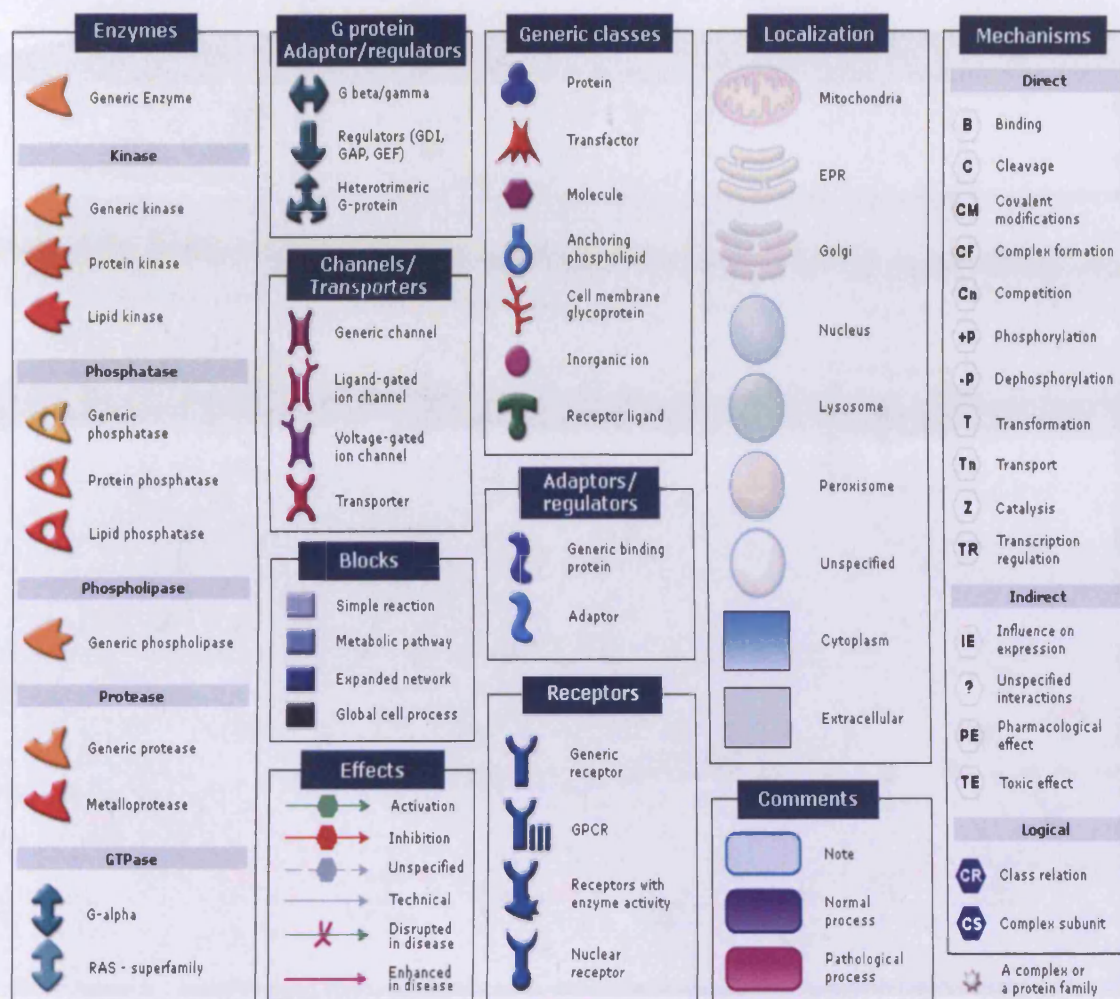 Enzymes
Generic Enzyme
Kinase
Generic kinase
Protein kinase
Lipid kinase
Phosphatase
Generic
phosphatase
Protein phosphatase
Lipid phosphatase
Phospholipase
Generic phospholipase
Protease
Generic protease
Metalloprotease
GTPase
G-alpha
RAS - superfamily
G protein
Adaptor/regulators
G beta/gamma
Regulators (GDI,
GAP, GEF)
Heterotrimeric
G-protein
Channels/
Transporters
Generic channel
Ligand-gated
ion channel
Voltage-gated
ion channel
Transporter
Blocks
Simple reaction
Metabolic pathway
Expanded network
Global cell process
Effects
Activation
Inhibition
Unspecified
Technical
Disrupted
in disease
Enhanced
in disease
Generic classes
Protein
Transfactor
Molecule
Anchoring
phospholipid
Cell membrane
glycoprotein
Inorganic ion
Receptor ligand
Adaptors/
regulators
Generic binding
protein
Adaptor
Receptors
Generic
receptor
GPCR
Receptors with
enzyme activity
Nuclear
receptor
Localization
Mitochondria
EPR
Golgi
Nucleus
Lysosome
Peroxisome
Unspecified
Cytoplasm
Extracellular
Comments
Note
Normal
process
Pathological
process
Mechanisms
Direct
B Binding
C Cleavage
CM Covalent
modifications
CF Complex formation
Cn Competition
+P Phosphorylation
-P Dephosphorylation
T Transformation
Tn Transport
Z Catalysis
TR Transcription
regulation
Indirect
IE Influence on
expression
? Unspecified
interactions
PE Pharmacological
effect
TE Toxic effect
Logical
CR Class relation
CS Complex subunit
A complex or
a protein family